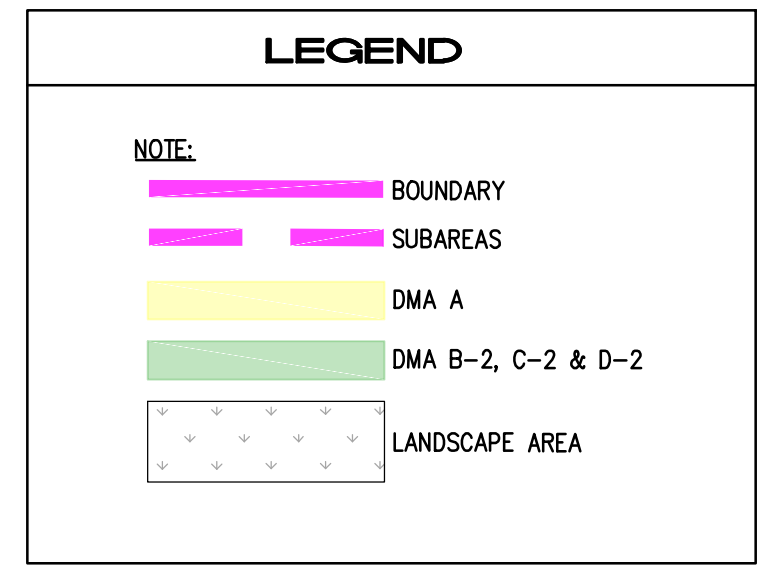 LEGEND
NOTE:
BOUNDARY
SUBAREAS
DMA A
DMA B-2, C-2 & D-2
LANDSCAPE AREA